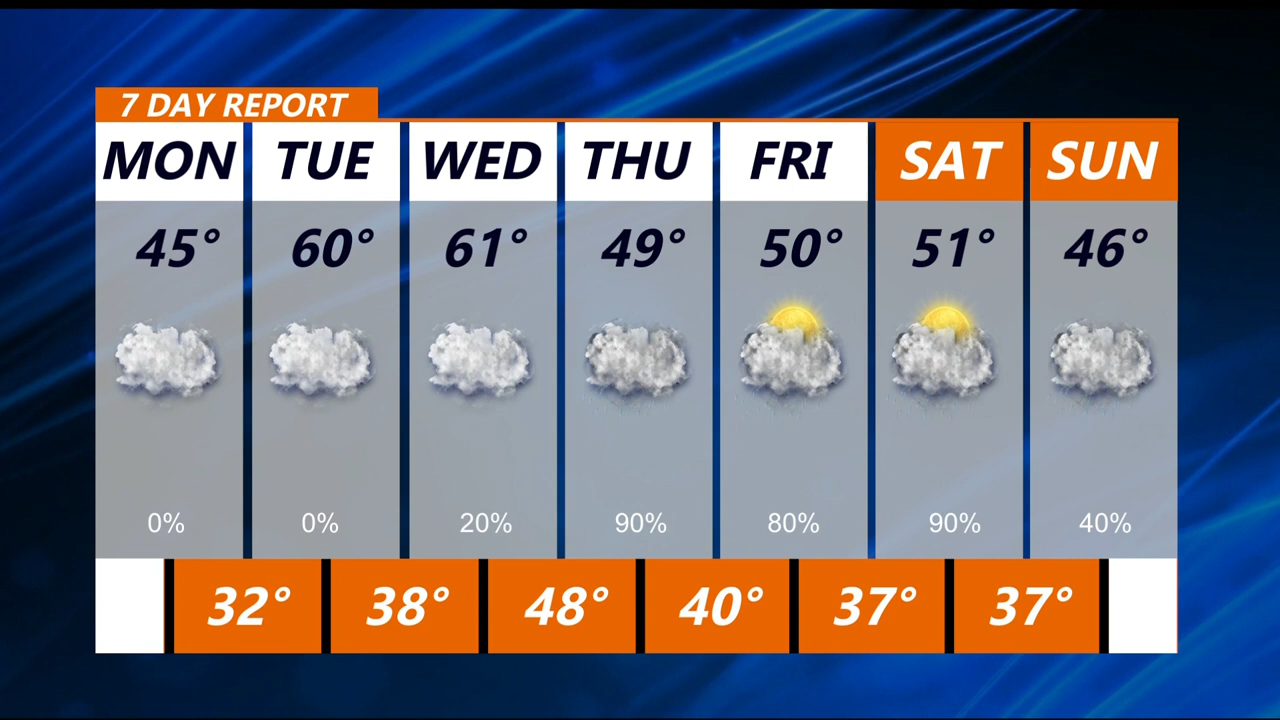 7 DAY REPORT
MON TUE WED THU FRI SAT SUN
45° 60° 61° 49° 50° 51° 46°
0% 0% 20% 90% 80% 90% 40%
32° 38° 48° 40° 37° 37°